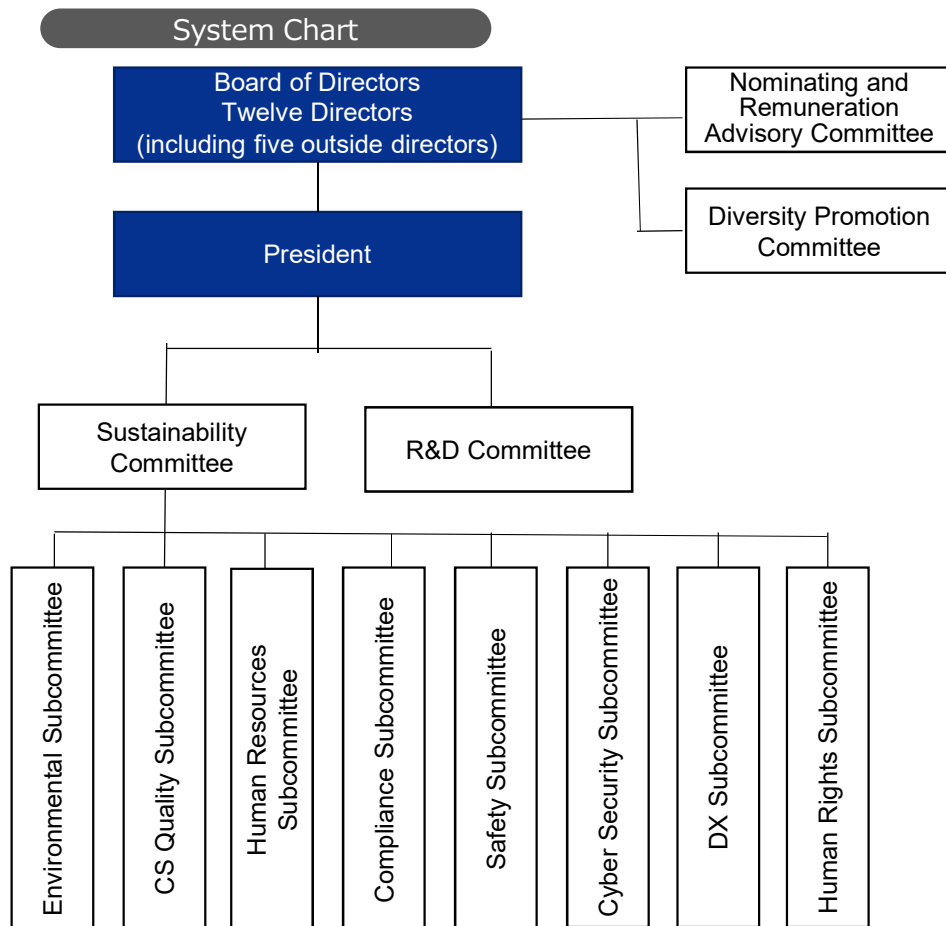 System Chart
Board of Directors
Twelve Directors
(including five outside directors)
Nominating and
Remuneration
Advisory Committee
Diversity Promotion
Committee
President
Sustainability
Committee
R&D Committee
Environmental Subcommittee
CS Quality Subcommittee
Human Resources
Subcommittee
Compliance Subcommittee
Safety Subcommittee
Cyber Security Subcommittee
DX Subcommittee
Human Rights Subcommittee